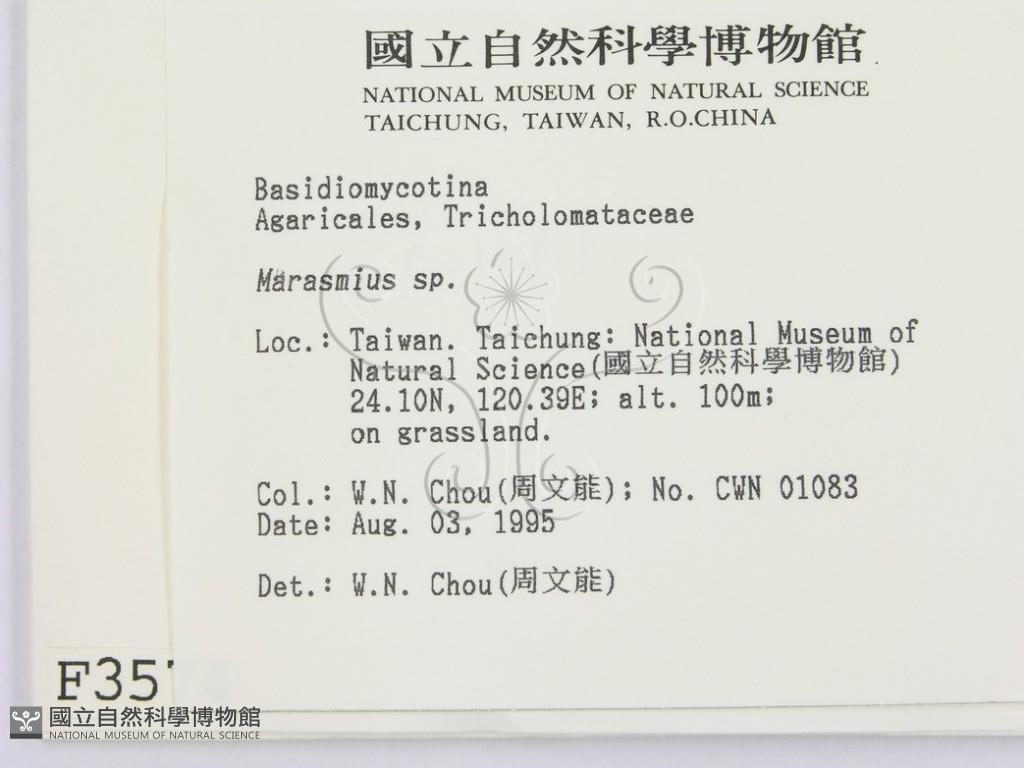 國立自然科學博物館
NATIONAL MUSEUM OF NATURAL SCIENCE
TAICHUNG, TAIWAN, R.O.CHINA
Basidiomycotina
Agaricales, Tricholomataceae
Marasmius sp.
Loc.: Taiwan. Taichung: National Museum of
Natural Science(國立自然科學博物館)
24.10N, 120.39E; alt. 100m;
on grassland.
Col.: W.N. Chou(周文能); No. CWN 01083
Date: Aug. 03, 1995
Det.: W.N. Chou(周文能)
國立自然科學博物館
NATIONAL MUSEUM OF NATURAL SCIENCE